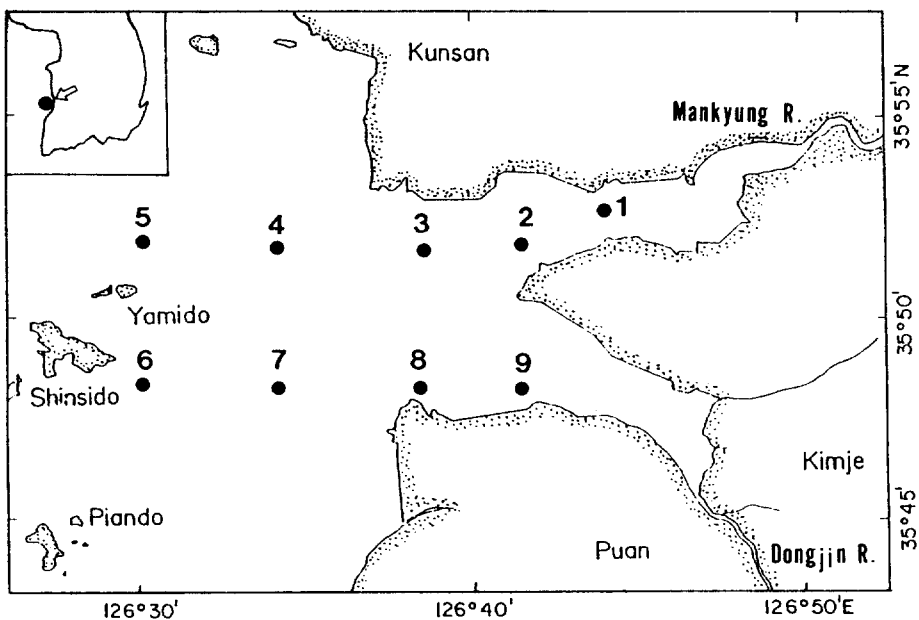 Kunsan
Mankyung R.
35°55'N
1
2
3
4
5
Yamido
35°50'
6
7
8
9
Shinsido
Kimje
Piando
35°45'
Puan
Dongjin R.
126°30'
126°40'
126°50'E